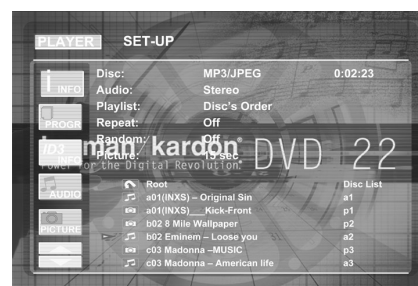 PLAYER SET-UP
INFO
Disc: MP3/JPEG 0:02:23
Audio: Stereo
PROGR
Playlist: Disc's Order
Repeat: Off
ID3
INFO
Random: Off
man/kardon DVD 22
Picture: 15 sec
Power for the Digital Revolution.
AUDIO
Root Disc List
a01(INXS) – Original Sin a1
a01(INXS)___Kick-Front p1
PICTURE
b02 8 Mile Wallpaper p2
b02 Eminem – Loose you a2
c03 Madonna –MUSIC p3
c03 Madonna – American life a3